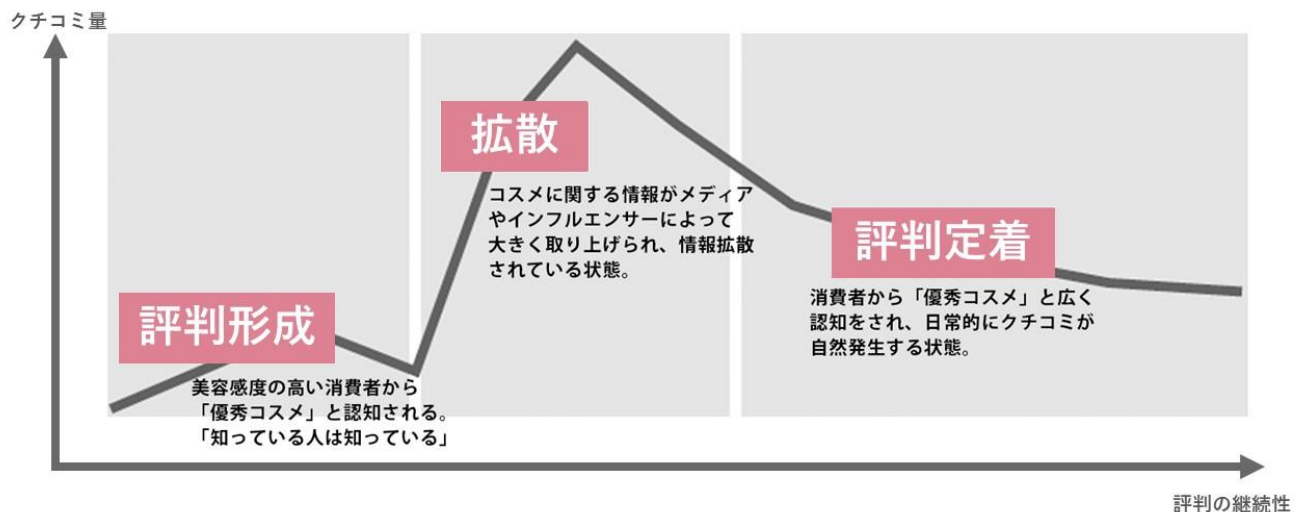 クチコミ量
評判形成
美容感度の高い消費者から
「優秀コスメ」と認知される。
「知っている人は知っている」
拡散
コスメに関する情報がメディア
やインフルエンサーによって
大きく取り上げられ、情報拡散
されている状態。
評判定着
消費者から「優秀コスメ」と広く
認知をされ、日常的にクチコミが
自然発生する状態。
評判の継続性